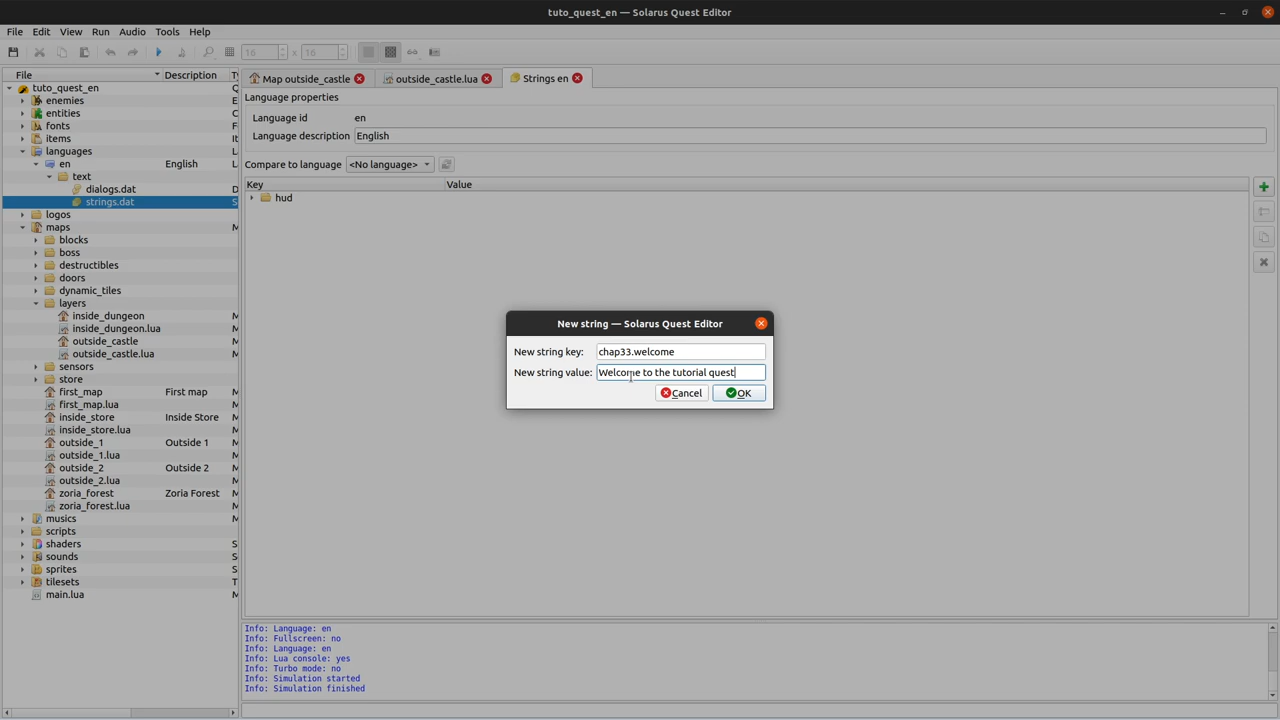 tuto_quest_en — Solarus Quest Editor
File Edit View Run Audio Tools Help
16 x 16
File Description
Map outside_castle outside_castle.lua Strings en
tuto_quest_en
enemies
entities
fonts
items
languages
en English
text
dialogs.dat
strings.dat
logos
maps
blocks
boss
destructibles
doors
dynamic_tiles
layers
inside_dungeon
inside_dungeon.lua
outside_castle
outside_castle.lua
sensors
store
first_map First map
first_map.lua
inside_store Inside Store
inside_store.lua
outside_1 Outside 1
outside_1.lua
outside_2 Outside 2
outside_2.lua
zoria_forest Zoria Forest
zoria_forest.lua
musics
scripts
shaders
sounds
sprites
tilesets
main.lua
Language properties
Language id en
Language description English
Compare to language <No language>
Key Value
hud
New string — Solarus Quest Editor
New string key: chap33.welcome
New string value: Welcome to the tutorial quest
Cancel OK
Info: Language: en
Info: Fullscreen: no
Info: Language: en
Info: Lua console: yes
Info: Turbo mode: no
Info: Simulation started
Info: Simulation finished